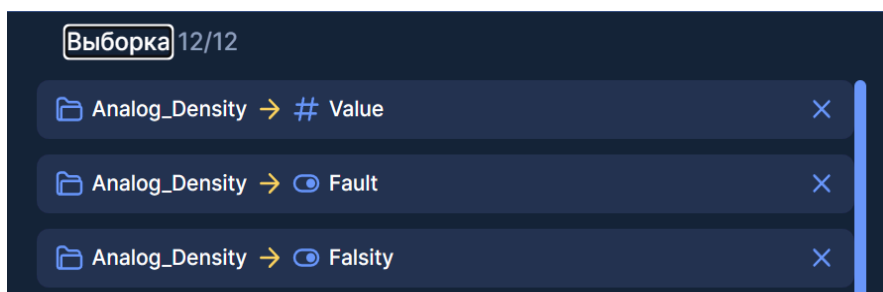 Выборка 12/12
Analog_Density → # Value
Analog_Density → Fault
Analog_Density → Falsity